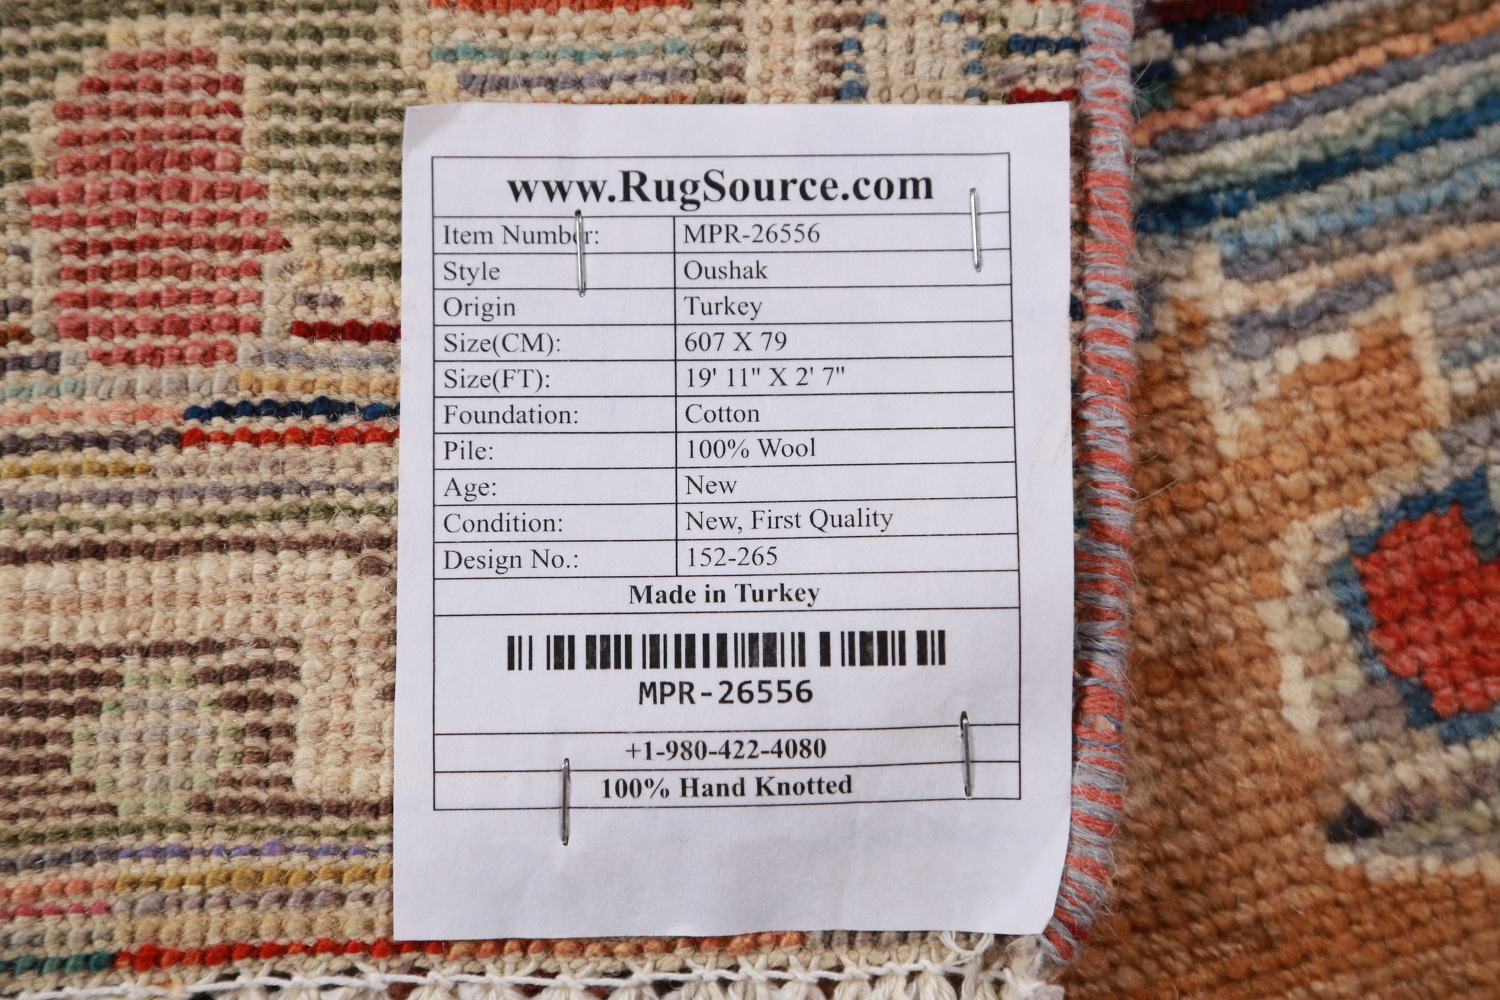 www.RugSource.com
Item Number: MPR-26556
Style Oushak
Origin Turkey
Size(CM): 607 X 79
Size(FT): 19' 11" X 2' 7"
Foundation: Cotton
Pile: 100% Wool
Age: New
Condition: New, First Quality
Design No.: 152-265
Made in Turkey
MPR-26556
+1-980-422-4080
100% Hand Knotted